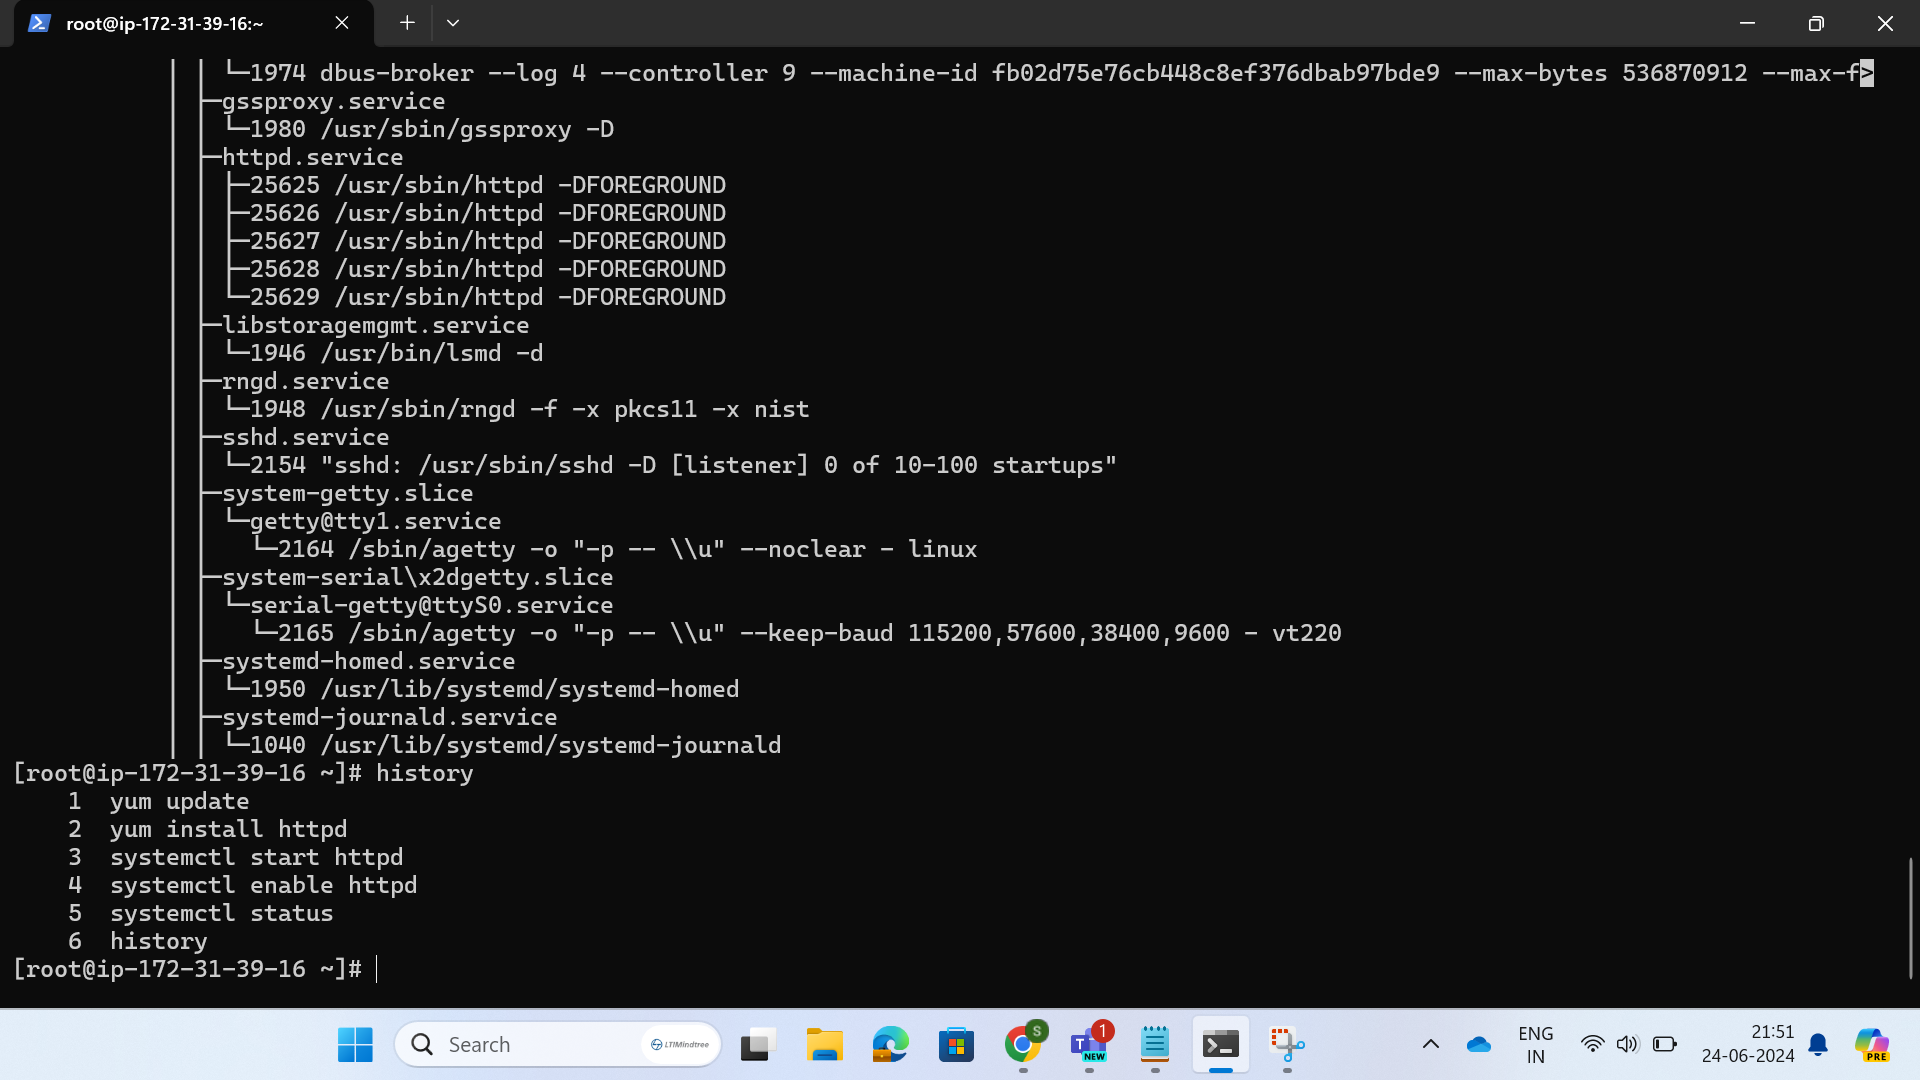 root@ip-172-31-39-16:~
└─1974 dbus-broker --log 4 --controller 9 --machine-id fb02d75e76cb448c8ef376dbab97bde9 --max-bytes 536870912 --max-f>
├─gssproxy.service
└─1980 /usr/sbin/gssproxy -D
├─httpd.service
├─25625 /usr/sbin/httpd -DFOREGROUND
├─25626 /usr/sbin/httpd -DFOREGROUND
├─25627 /usr/sbin/httpd -DFOREGROUND
├─25628 /usr/sbin/httpd -DFOREGROUND
└─25629 /usr/sbin/httpd -DFOREGROUND
├─libstoragemgmt.service
└─1946 /usr/bin/lsmd -d
├─rngd.service
└─1948 /usr/sbin/rngd -f -x pkcs11 -x nist
├─sshd.service
└─2154 "sshd: /usr/sbin/sshd -D [listener] 0 of 10-100 startups"
├─system-getty.slice
└─getty@tty1.service
└─2164 /sbin/agetty -o "-p -- \\u" --noclear - linux
├─system-serial\x2dgetty.slice
└─serial-getty@ttyS0.service
└─2165 /sbin/agetty -o "-p -- \\u" --keep-baud 115200,57600,38400,9600 - vt220
├─systemd-homed.service
└─1950 /usr/lib/systemd/systemd-homed
├─systemd-journald.service
└─1040 /usr/lib/systemd/systemd-journald
[root@ip-172-31-39-16 ~]# history
1 yum update
2 yum install httpd
3 systemctl start httpd
4 systemctl enable httpd
5 systemctl status
6 history
[root@ip-172-31-39-16 ~]#
Search
LTIMindtree
S
1
T
NEW
ENG
IN
21:51
24-06-2024
PRE